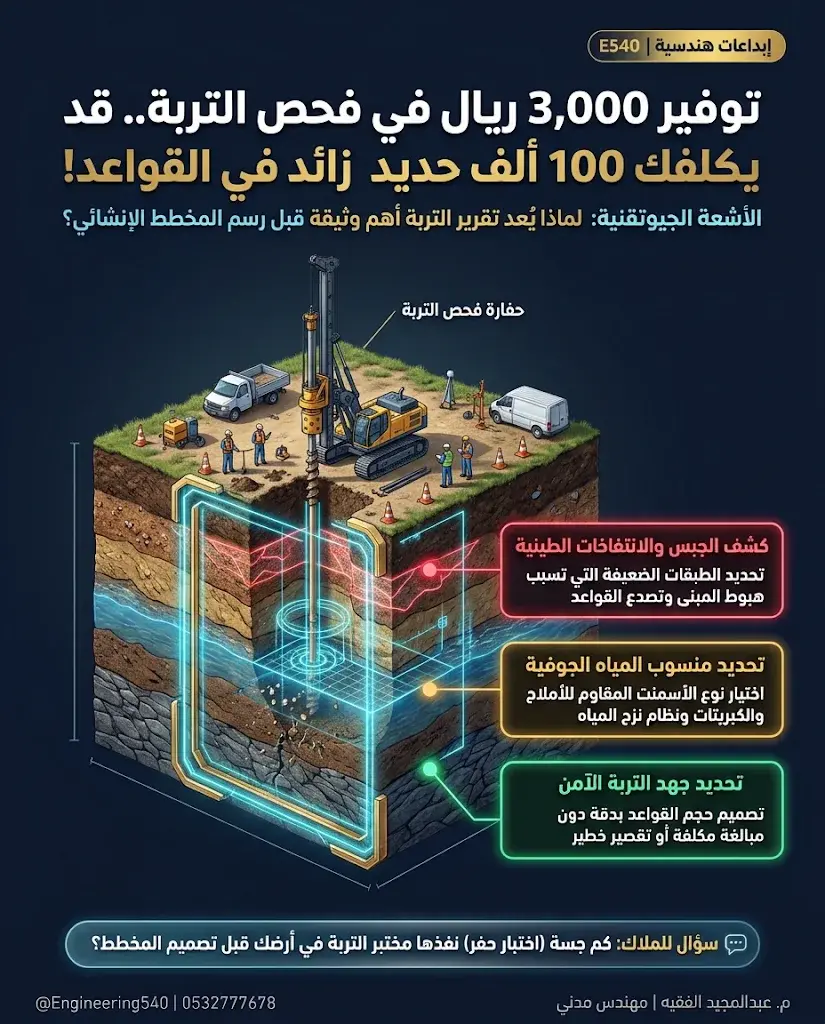 إبداعات هندسية | E540
توفير 3,000 ريال في فحص التربة.. قد
يكلفك 100 ألف حديد زائد في القواعد!
الأشعة الجيوتقنية: لماذا يُعد تقرير التربة أهم وثيقة قبل رسم المخطط الإنشائي؟
حفارة فحص التربة
كشف الجبس والانتفاخات الطينية
تحديد الطبقات الضعيفة التي تسبب
هبوط المبنى وتصدع القواعد
تحديد منسوب المياه الجوفية
اختيار نوع الأسمنت المقاوم للأملاح
والكبريتات ونظام نزح المياه
تحديد جهد التربة الآمن
تصميم حجم القواعد بدقة دون
مبالغة مكلفة أو تقصير خطير
سؤال للملاك: كم جسة (اختبار حفر) نفذها مختبر التربة في أرضك قبل تصميم المخطط؟
م. عبدالمجيد الفقيه | مهندس مدني
@Engineering540 | 0532777678